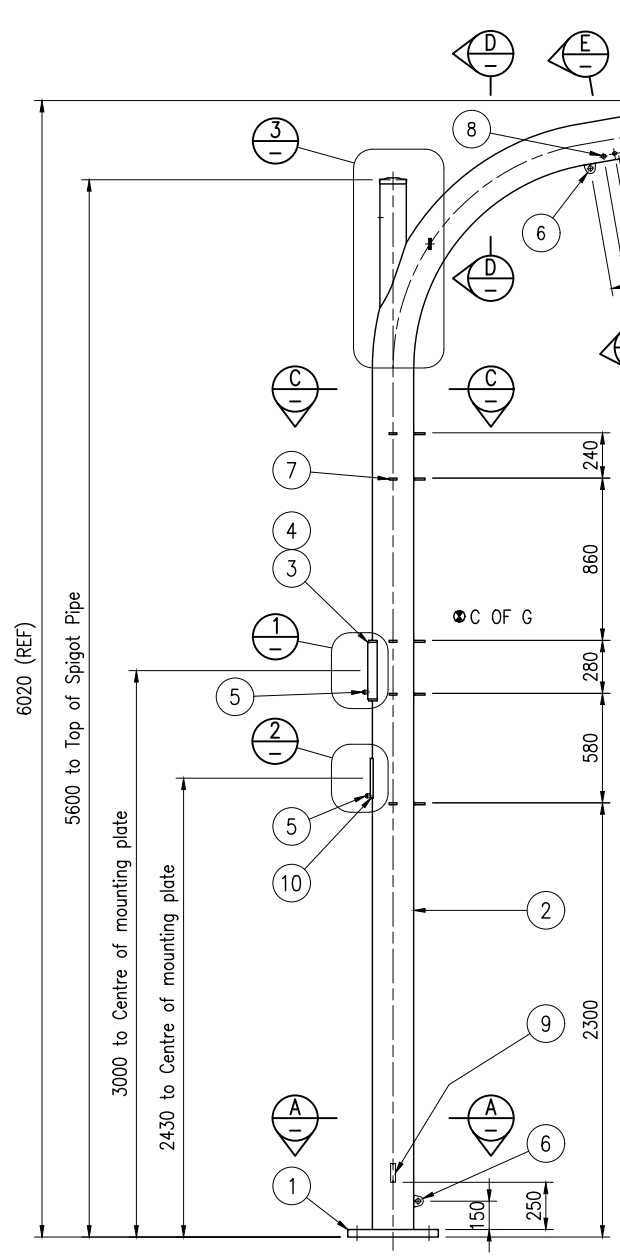 D
–
E
–
3
–
8
6
D
–
C
–
C
–
7
240
4
3
860
1
–
C OF G
5
280
6020 (REF)
5600 to Top of Spigot Pipe
2
–
580
5
10
3000 to Centre of mounting plate
2430 to Centre of mounting plate
2
9
2300
A
–
A
–
6
1
150
250